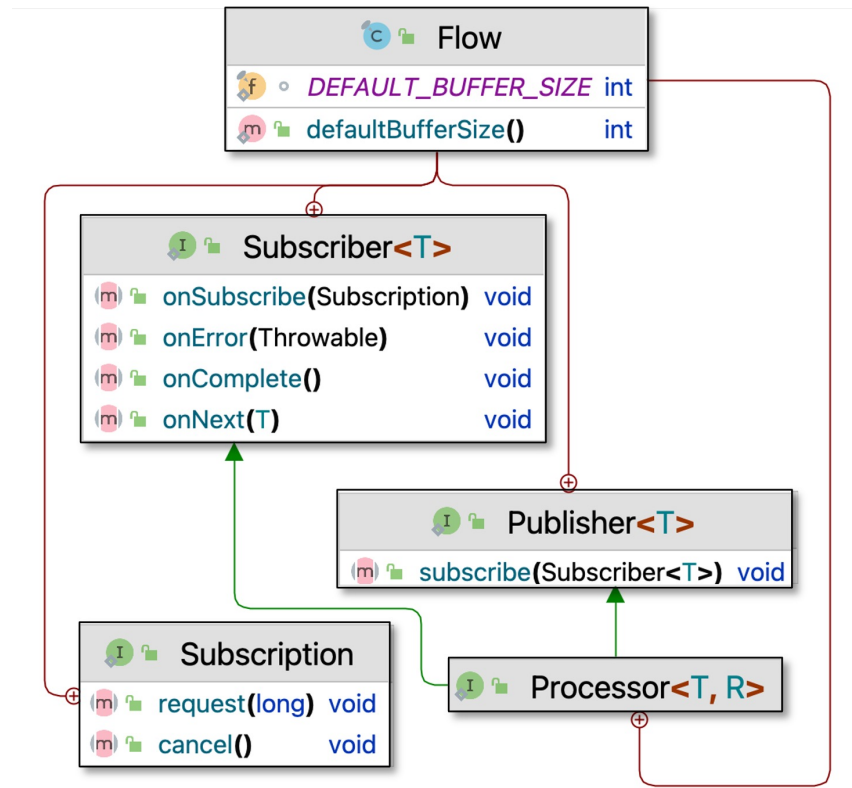 C Flow
f DEFAULT_BUFFER_SIZE int
m defaultBufferSize() int
I Subscriber<T>
m onSubscribe(Subscription) void
m onError(Throwable) void
m onComplete() void
m onNext(T) void
I Publisher<T>
m subscribe(Subscriber<T>) void
I Subscription
m request(long) void
m cancel() void
I Processor<T, R>